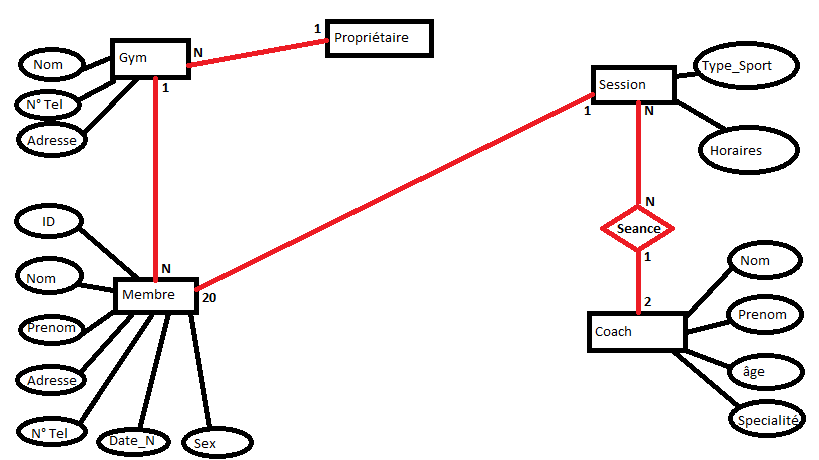 1
Propriétaire
Gym
N
Nom
N° Tel
Adresse
1
Type_Sport
Session
1
N
Horaires
N
Seance
1
ID
Nom
Prenom
Adresse
N° Tel
Date_N
Sex
N
Membre
20
2
Coach
Nom
Prenom
âge
Specialité